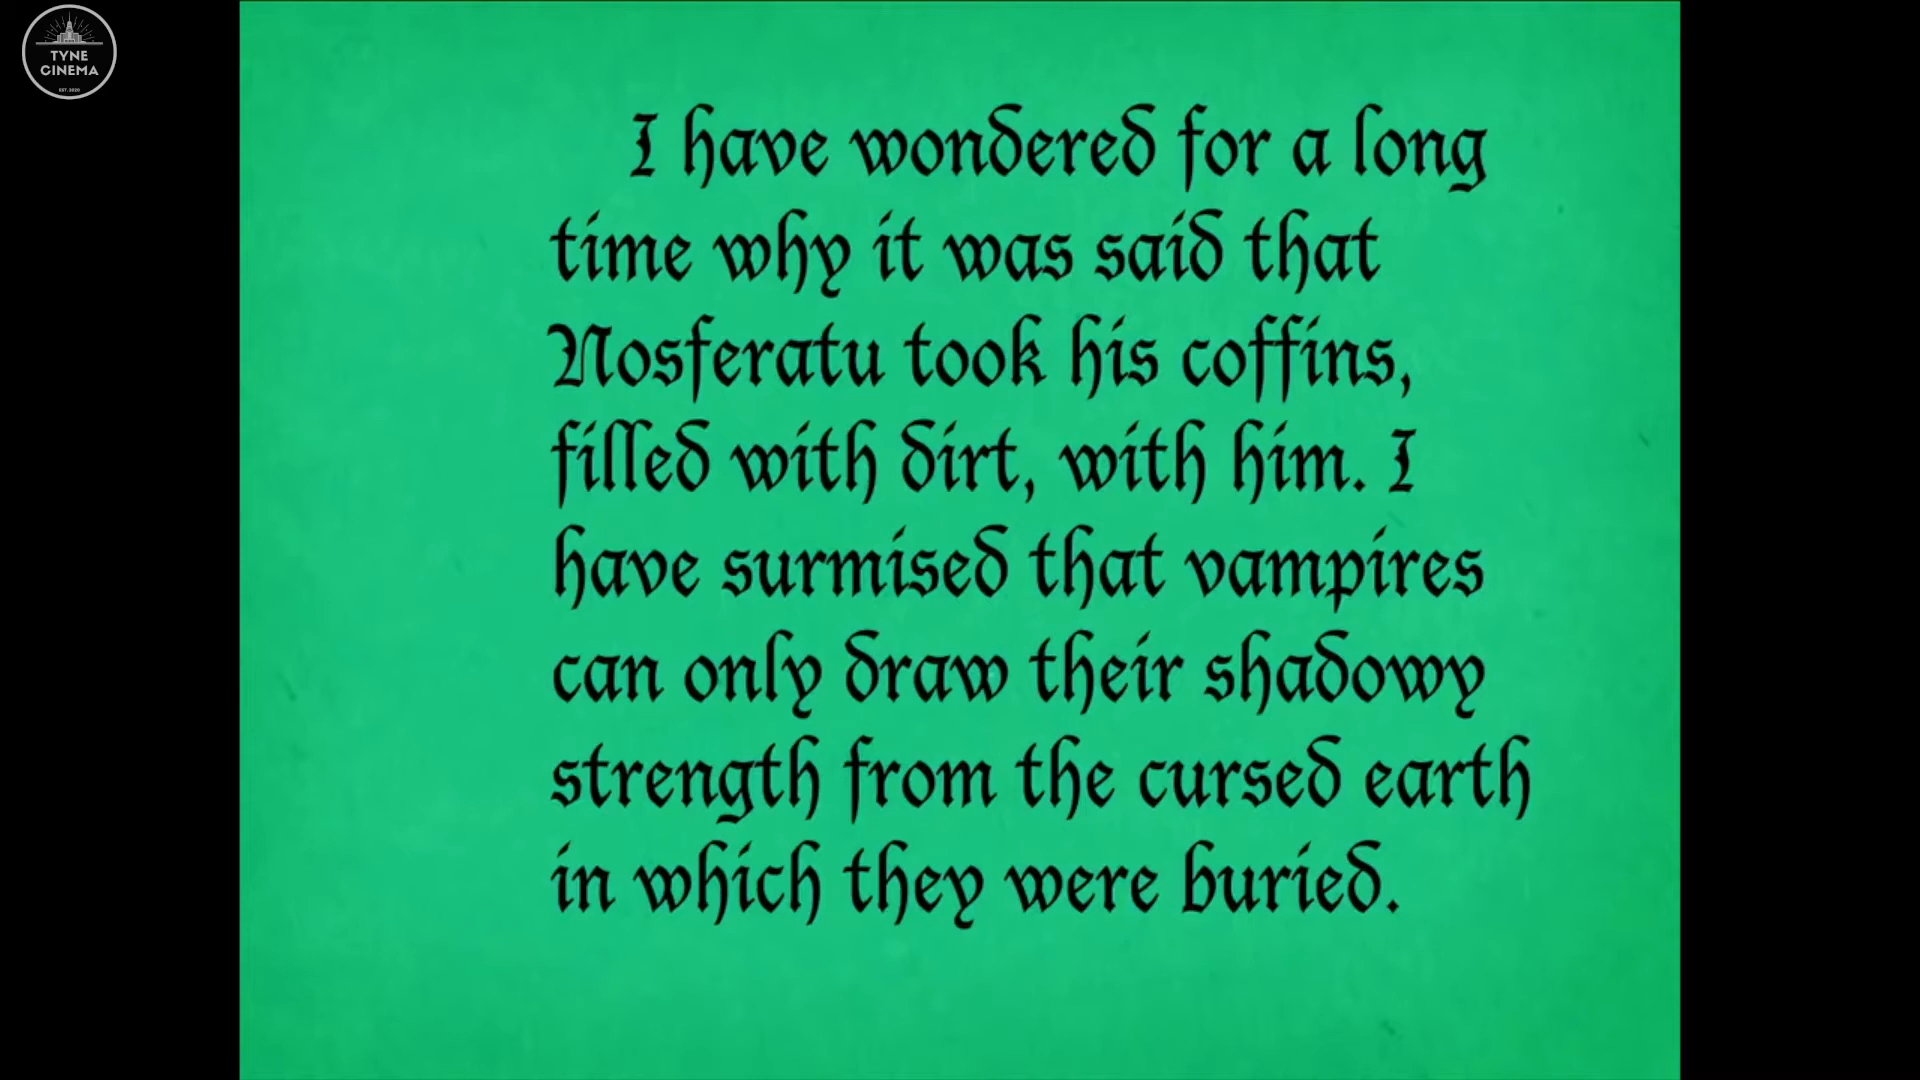 TYNE
CINEMA
EST. 2020
I have wondered for a long
time why it was said that
Nosferatu took his coffins,
filled with dirt, with him. I
have surmised that vampires
can only draw their shadowy
strength from the cursed earth
in which they were buried.